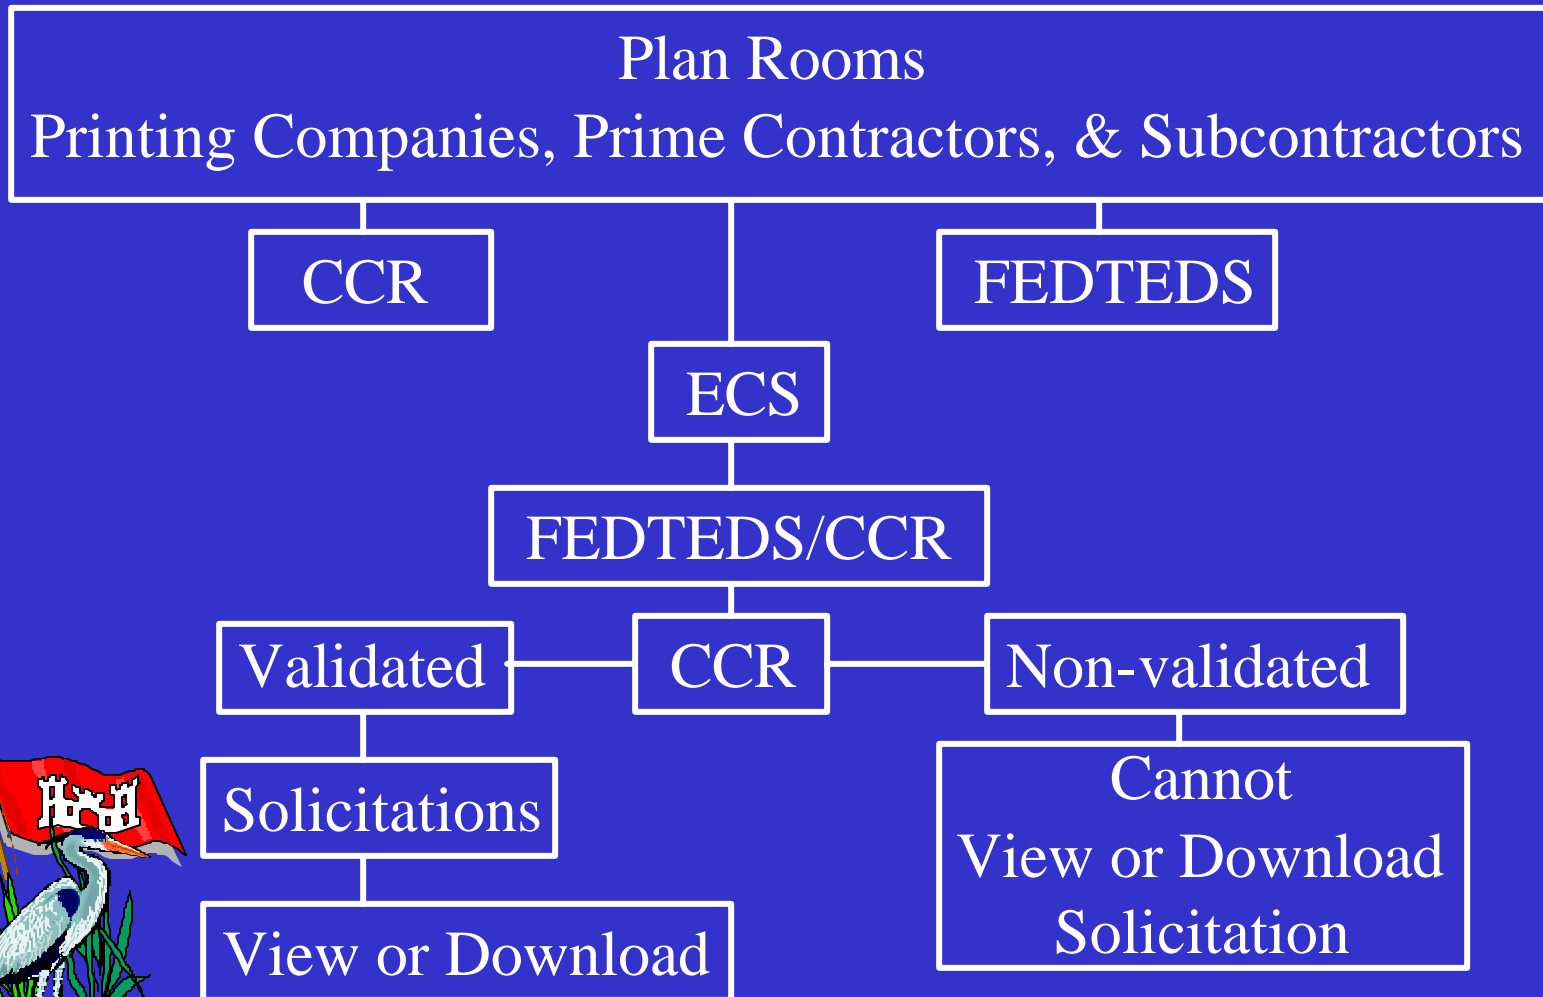 Plan Rooms
Printing Companies, Prime Contractors, & Subcontractors
CCR
FEDTEDS
ECS
FEDTEDS/CCR
Validated
CCR
Non-validated
Solicitations
Cannot
View or Download
Solicitation
View or Download